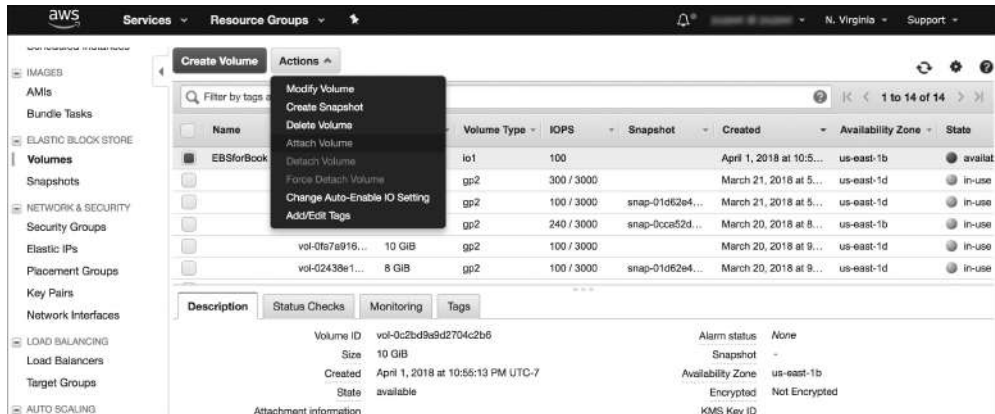 aws Services Resource Groups N. Virginia Support
IMAGES
AMIs
Bundle Tasks
ELASTIC BLOCK STORE
Volumes
Snapshots
NETWORK & SECURITY
Security Groups
Elastic IPs
Placement Groups
Key Pairs
Network Interfaces
LOAD BALANCING
Load Balancers
Target Groups
AUTO SCALING
Create Volume Actions
Modify Volume
Create Snapshot
Delete Volume
Attach Volume
Detach Volume
Force Detach Volume
Change Auto-Enable IO Setting
Add/Edit Tags
Filter by tags 1 to 14 of 14
Name Volume Type IOPS Snapshot Created Availability Zone State
EBSforBook io1 100 April 1, 2018 at 10:5... us-east-1b availab
gp2 300 / 3000 March 21, 2018 at 5... us-east-1d in-use
gp2 100 / 3000 snap-01d62e4... March 21, 2018 at 5... us-east-1d in-use
gp2 240 / 3000 snap-0cca52d... March 20, 2018 at 8... us-east-1b in-use
vol-0fa7a916... 10 GiB gp2 100 / 3000 March 20, 2018 at 9... us-east-1d in-use
vol-02438e1... 8 GiB gp2 100 / 3000 snap-01d62e4... March 20, 2018 at 9... us-east-1d in-use
Description Status Checks Monitoring Tags
Volume ID vol-0c2bd9a9d2704c2b6 Alarm status None
Size 10 GiB Snapshot -
Created April 1, 2018 at 10:55:13 PM UTC-7 Availability Zone us-east-1b
State available Encrypted Not Encrypted
Attachment information KMS Key ID